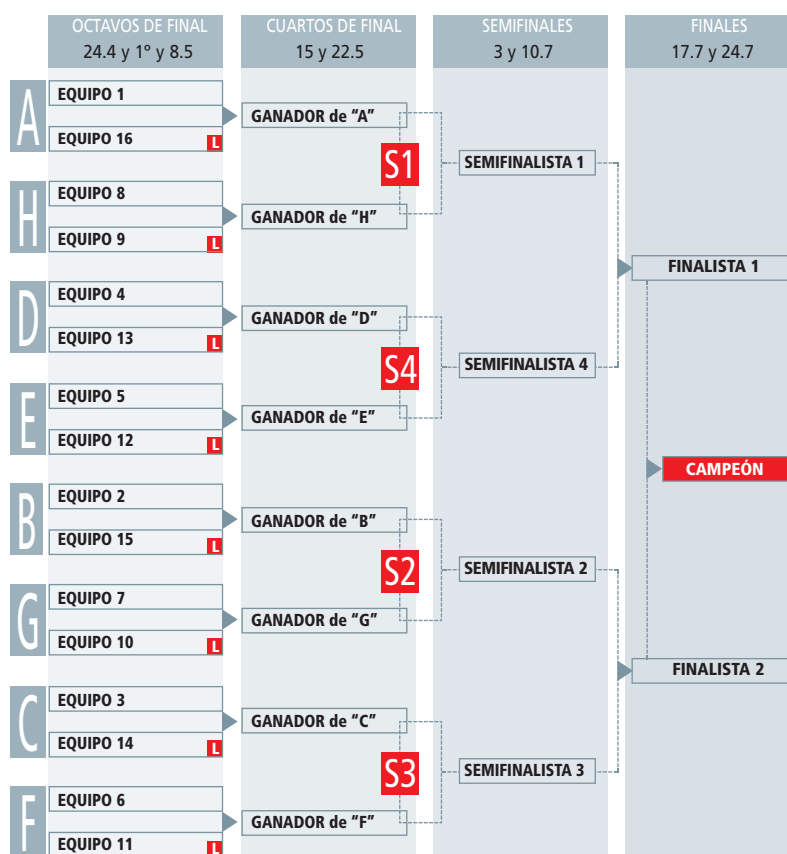 OCTAVOS DE FINAL
24.4 y 1º y 8.5
CUARTOS DE FINAL
15 y 22.5
SEMIFINALES
3 y 10.7
FINALES
17.7 y 24.7
A
EQUIPO 1
EQUIPO 16 L
GANADOR de "A"
H
EQUIPO 8
EQUIPO 9 L
GANADOR de "H"
S1
SEMIFINALISTA 1
D
EQUIPO 4
EQUIPO 13 L
GANADOR de "D"
E
EQUIPO 5
EQUIPO 12 L
GANADOR de "E"
S4
SEMIFINALISTA 4
FINALISTA 1
B
EQUIPO 2
EQUIPO 15 L
GANADOR de "B"
G
EQUIPO 7
EQUIPO 10 L
GANADOR de "G"
S2
SEMIFINALISTA 2
C
EQUIPO 3
EQUIPO 14 L
GANADOR de "C"
F
EQUIPO 6
EQUIPO 11 L
GANADOR de "F"
S3
SEMIFINALISTA 3
FINALISTA 2
CAMPEÓN